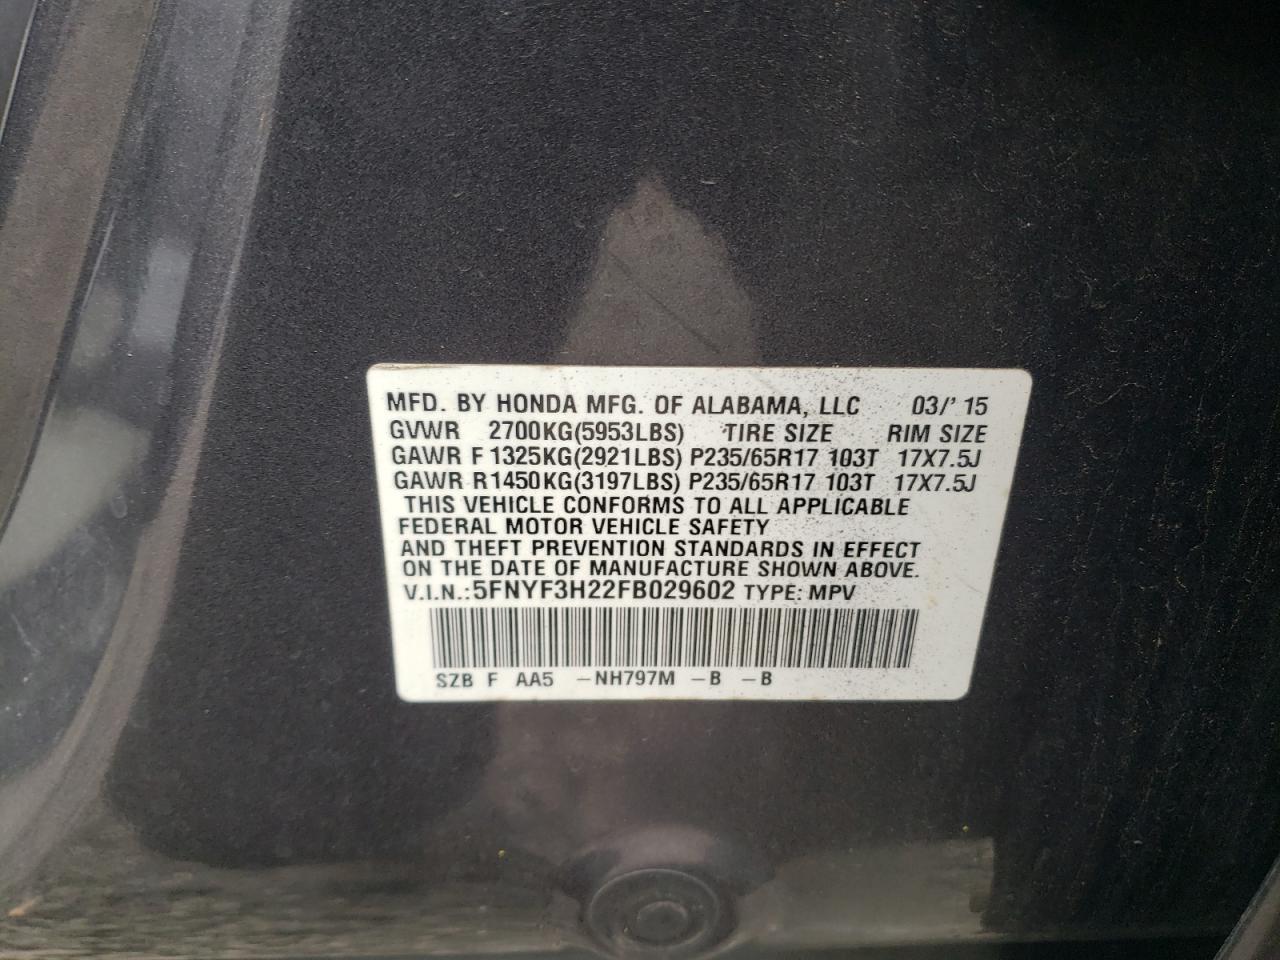 MFD. BY HONDA MFG. OF ALABAMA, LLC 03/'15
GVWR 2700KG(5953LBS) TIRE SIZE RIM SIZE
GAWR F 1325KG(2921LBS) P235/65R17 103T 17X7.5J
GAWR R1450KG(3197LBS) P235/65R17 103T 17X7.5J
THIS VEHICLE CONFORMS TO ALL APPLICABLE
FEDERAL MOTOR VEHICLE SAFETY
AND THEFT PREVENTION STANDARDS IN EFFECT
ON THE DATE OF MANUFACTURE SHOWN ABOVE.
V.I.N.:5FNYF3H22FB029602 TYPE: MPV
SZB F AA5 -NH797M -B -B